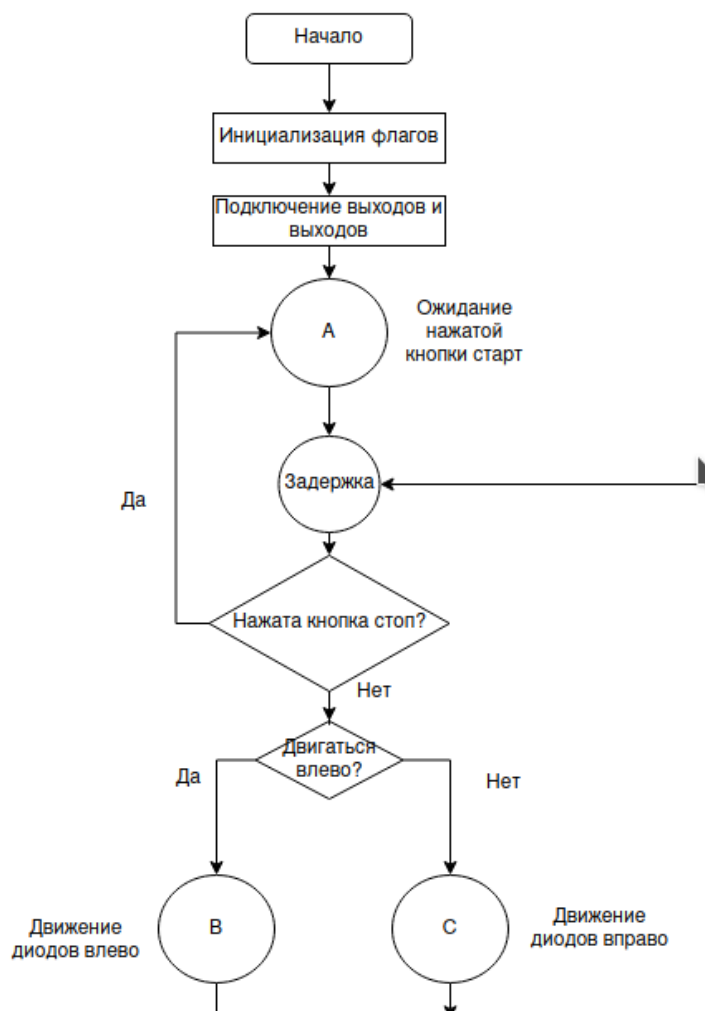 Начало
Инициализация флагов
Подключение выходов и
выходов
A
Ожидание
нажатой
кнопки старт
Задержка
Да
Нажата кнопка стоп?
Нет
Двигаться
влево?
Да
Нет
B
Движение
диодов влево
C
Движение
диодов вправо